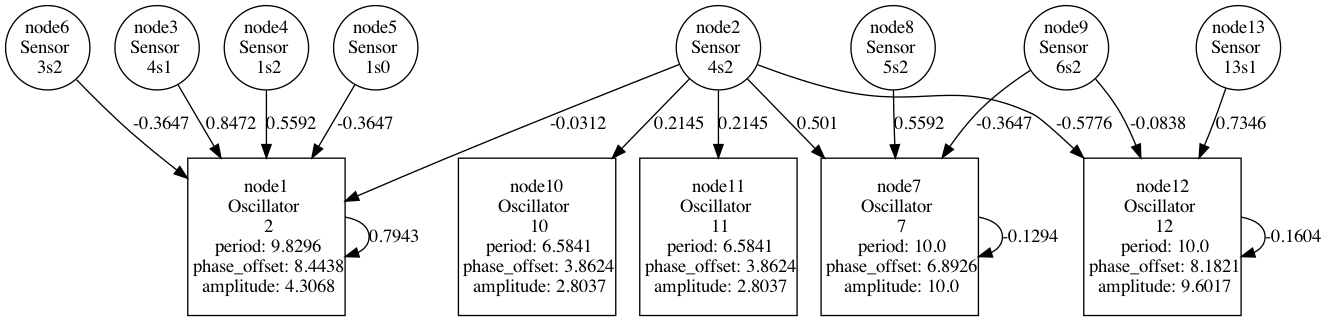 node6
Sensor
3s2
node3
Sensor
4s1
node4
Sensor
1s2
node5
Sensor
1s0
node2
Sensor
4s2
node8
Sensor
5s2
node9
Sensor
6s2
node13
Sensor
13s1
-0.3647
0.8472
0.5592
-0.3647
-0.0312
0.2145
0.2145
0.501
0.5592
-0.3647
-0.5776
-0.0838
0.7346
node1
Oscillator
2
period: 9.8296
phase_offset: 8.4438
amplitude: 4.3068
0.7943
node10
Oscillator
10
period: 6.5841
phase_offset: 3.8624
amplitude: 2.8037
node11
Oscillator
11
period: 6.5841
phase_offset: 3.8624
amplitude: 2.8037
node7
Oscillator
7
period: 10.0
phase_offset: 6.8926
amplitude: 10.0
-0.1294
node12
Oscillator
12
period: 10.0
phase_offset: 8.1821
amplitude: 9.6017
-0.1604